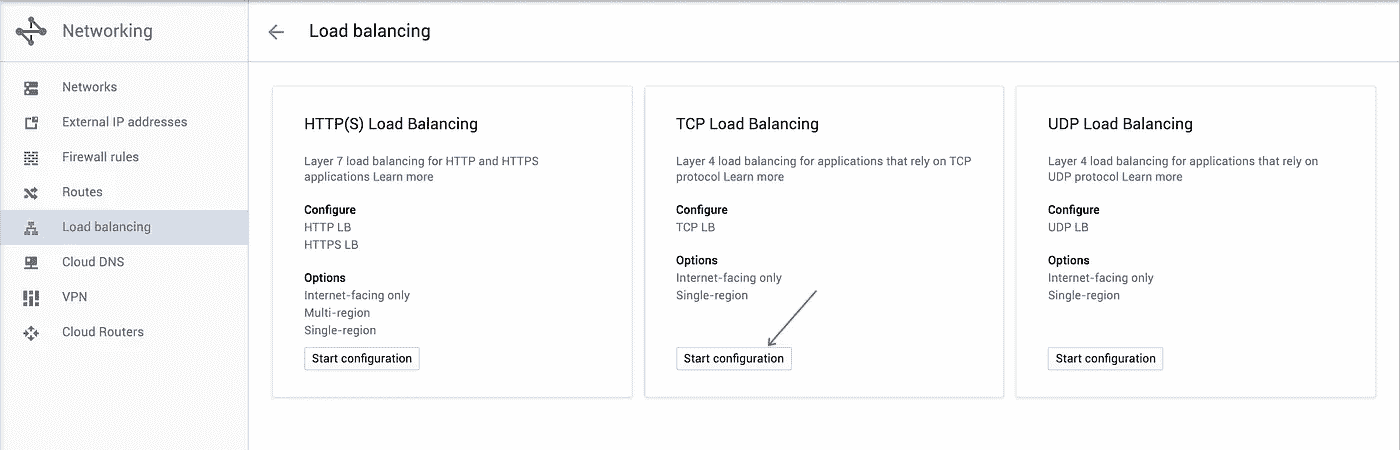 Networking
Networks
External IP addresses
Firewall rules
Routes
Load balancing
Cloud DNS
VPN
Cloud Routers
Load balancing
HTTP(S) Load Balancing
Layer 7 load balancing for HTTP and HTTPS
applications Learn more
Configure
HTTP LB
HTTPS LB
Options
Internet-facing only
Multi-region
Single-region
Start configuration
TCP Load Balancing
Layer 4 load balancing for applications that rely on TCP
protocol Learn more
Configure
TCP LB
Options
Internet-facing only
Single-region
Start configuration
UDP Load Balancing
Layer 4 load balancing for applications that rely on
UDP protocol Learn more
Configure
UDP LB
Options
Internet-facing only
Single-region
Start configuration